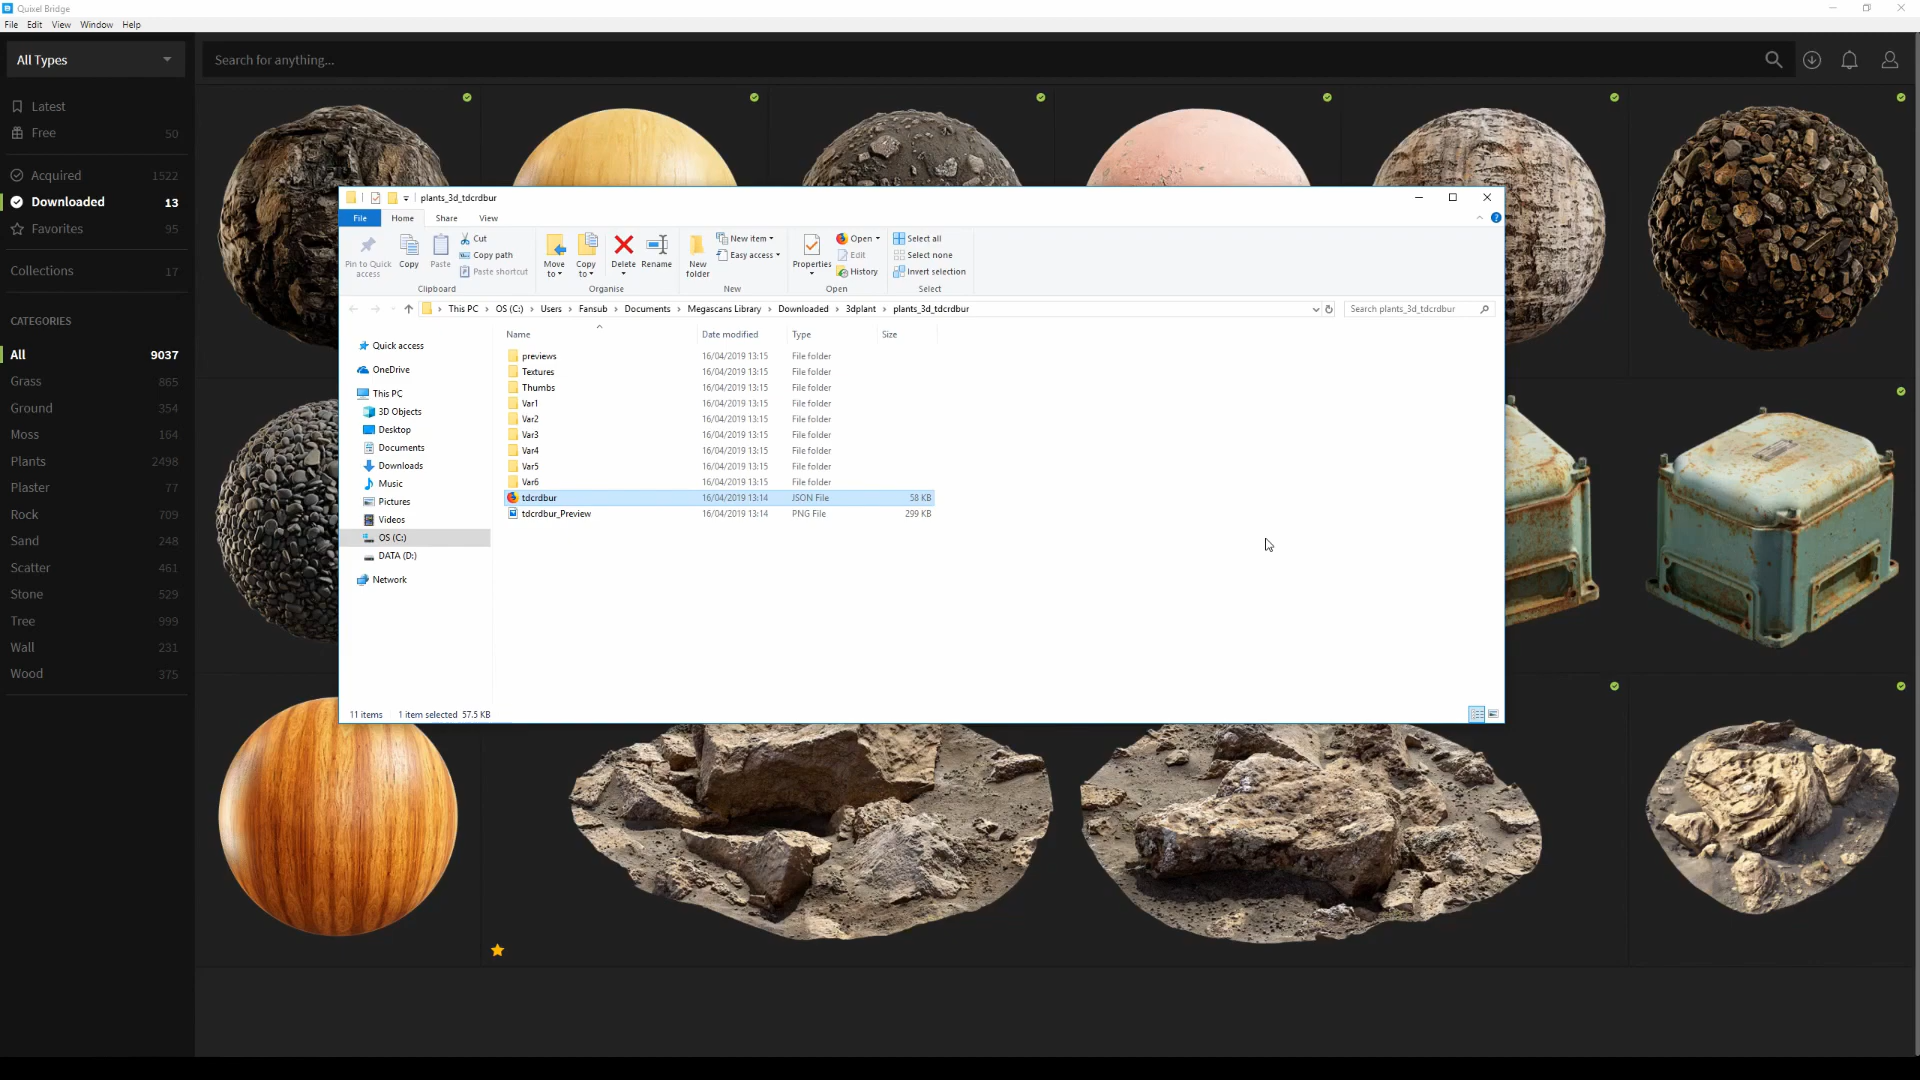 Quixel Bridge
File Edit View Window Help
All Types
Search for anything...
Latest
Free 50
Acquired 1522
Downloaded 13
Favorites 95
Collections 17
CATEGORIES
All 9037
Grass 865
Ground 354
Moss 164
Plants 2498
Plaster 77
Rock 709
Sand 248
Scatter 461
Stone 529
Tree 999
Wall 231
Wood 375
plants_3d_tdcrdbur
File Home Share View
Pin to Quick access
Copy
Paste
Cut
Copy path
Paste shortcut
Clipboard
Move to
Copy to
Delete
Rename
Organise
New folder
New item
Easy access
New
Properties
Open
Edit
History
Open
Select all
Select none
Invert selection
Select
This PC › OS (C:) › Users › Fansub › Documents › Megascans Library › Downloaded › 3dplant › plants_3d_tdcrdbur
Search plants_3d_tdcrdbur
Quick access
OneDrive
This PC
3D Objects
Desktop
Documents
Downloads
Music
Pictures
Videos
OS (C:)
DATA (D:)
Network
Name Date modified Type Size
previews 16/04/2019 13:15 File folder
Textures 16/04/2019 13:15 File folder
Thumbs 16/04/2019 13:15 File folder
Var1 16/04/2019 13:15 File folder
Var2 16/04/2019 13:15 File folder
Var3 16/04/2019 13:15 File folder
Var4 16/04/2019 13:15 File folder
Var5 16/04/2019 13:15 File folder
Var6 16/04/2019 13:15 File folder
tdcrdbur 16/04/2019 13:14 JSON File 58 KB
tdcrdbur_Preview 16/04/2019 13:14 PNG File 299 KB
11 items 1 item selected 57.5 KB